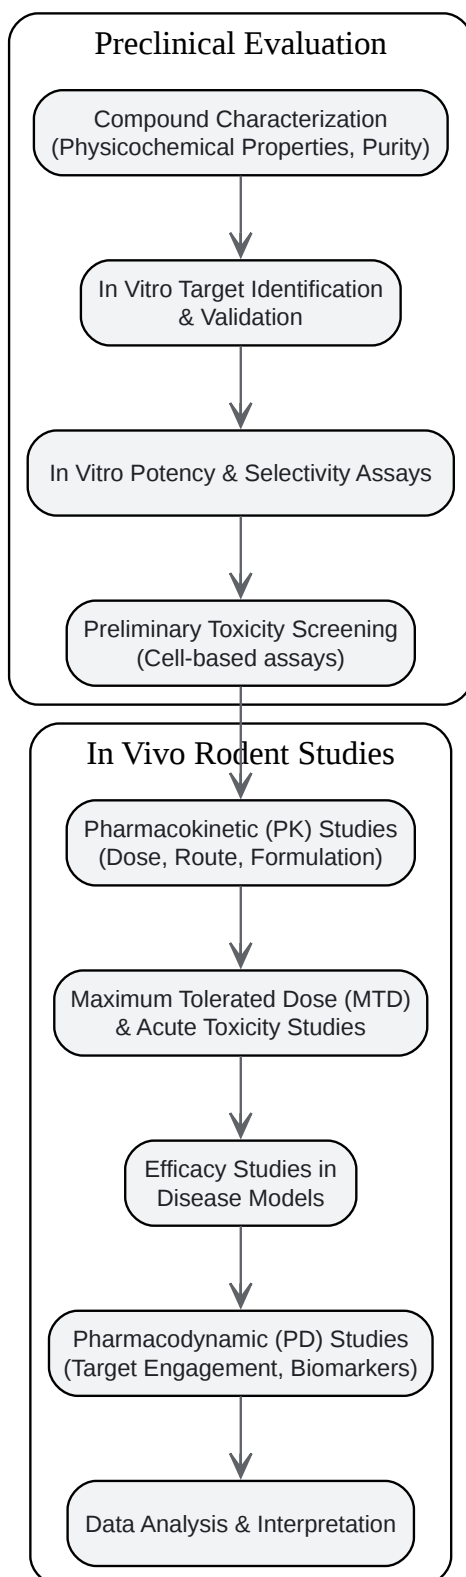 Preclinical Evaluation
Compound Characterization
(Physicochemical Properties, Purity)
In Vitro Target Identification
& Validation
In Vitro Potency & Selectivity Assays
Preliminary Toxicity Screening
(Cell-based assays)
In Vivo Rodent Studies
Pharmacokinetic (PK) Studies
(Dose, Route, Formulation)
Maximum Tolerated Dose (MTD)
& Acute Toxicity Studies
Efficacy Studies in
Disease Models
Pharmacodynamic (PD) Studies
(Target Engagement, Biomarkers)
Data Analysis & Interpretation